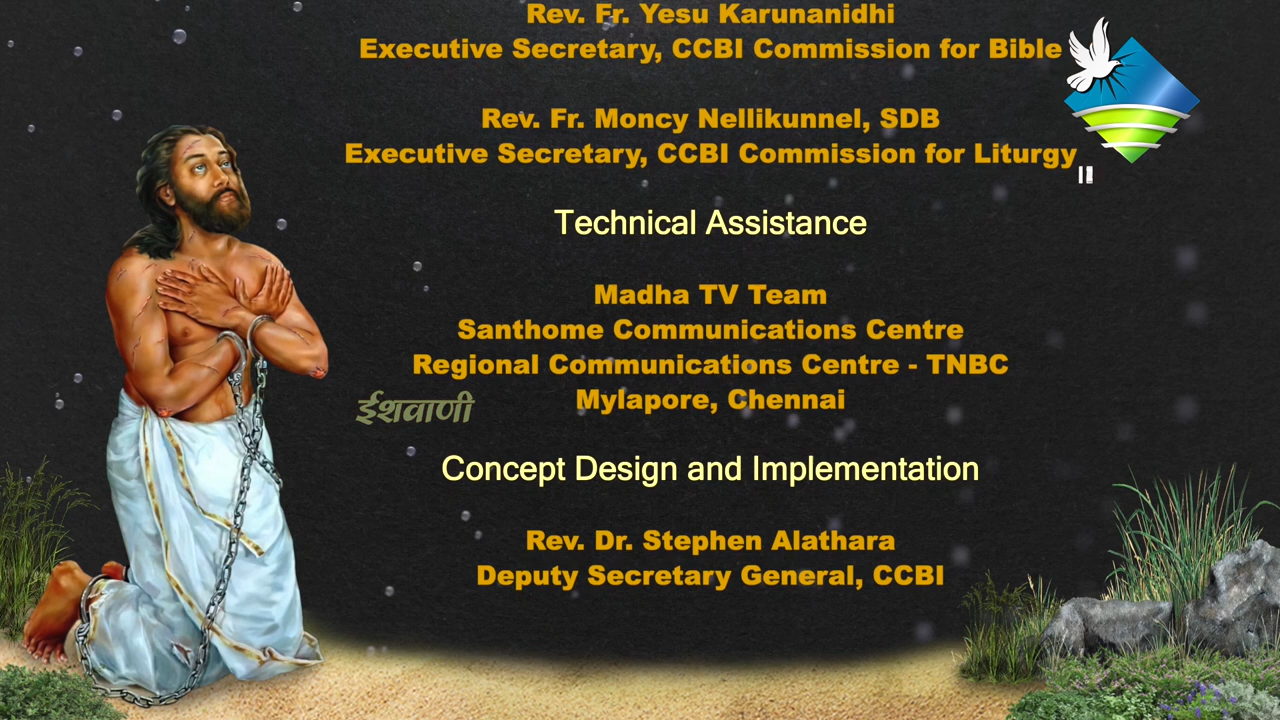 Rev. Fr. Yesu Karunanidhi
Executive Secretary, CCBI Commission for Bible
Rev. Fr. Moncy Nellikunnel, SDB
Executive Secretary, CCBI Commission for Liturgy
Technical Assistance
Madha TV Team
Santhome Communications Centre
Regional Communications Centre - TNBC
Mylapore, Chennai
ईशवाणी
Concept Design and Implementation
Rev. Dr. Stephen Alathara
Deputy Secretary General, CCBI